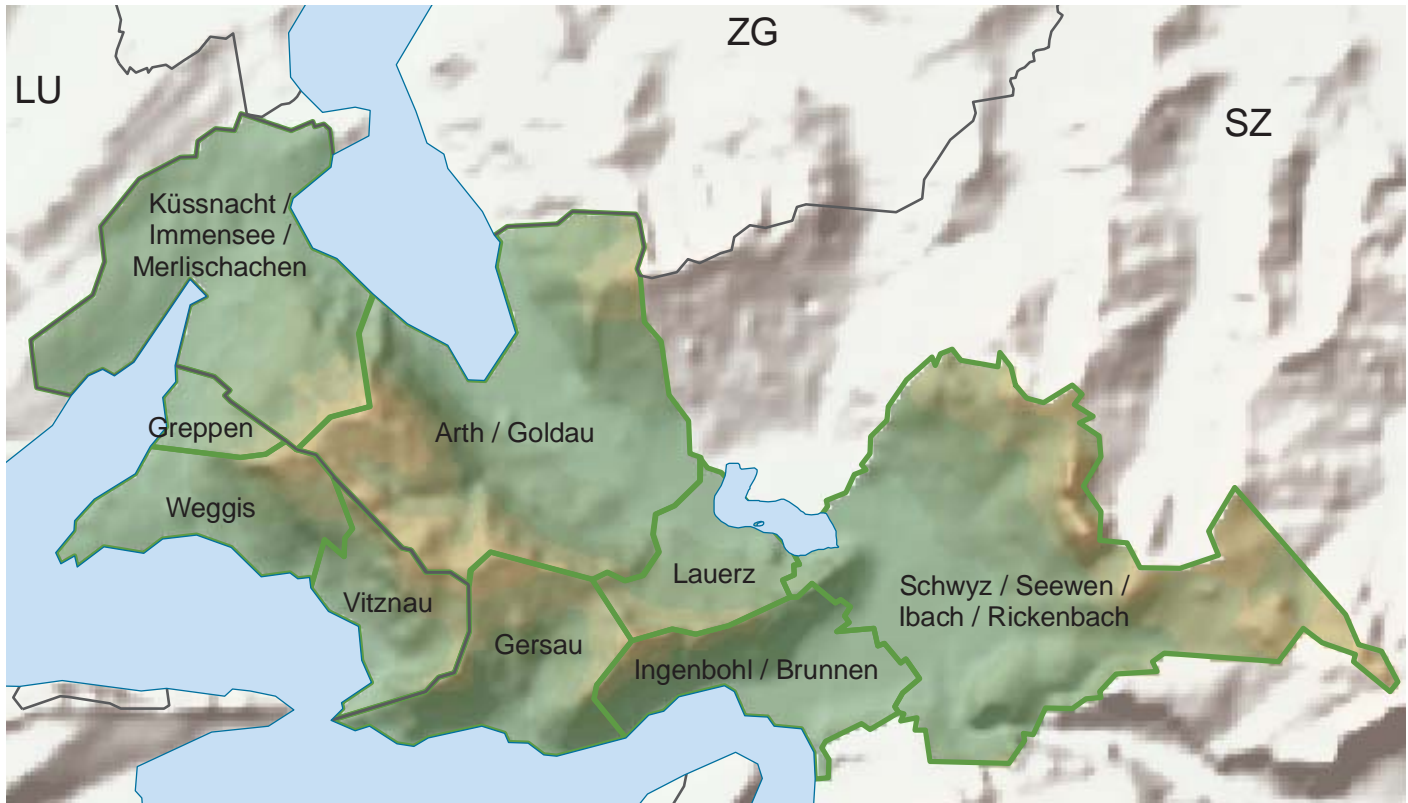 ZG
LU
SZ
Küssnacht /
Immensee /
Merlischachen
Greppen
Arth / Goldau
Weggis
Lauerz
Vitznau
Schwyz / Seewen /
Ibach / Rickenbach
Gersau
Ingenbohl / Brunnen